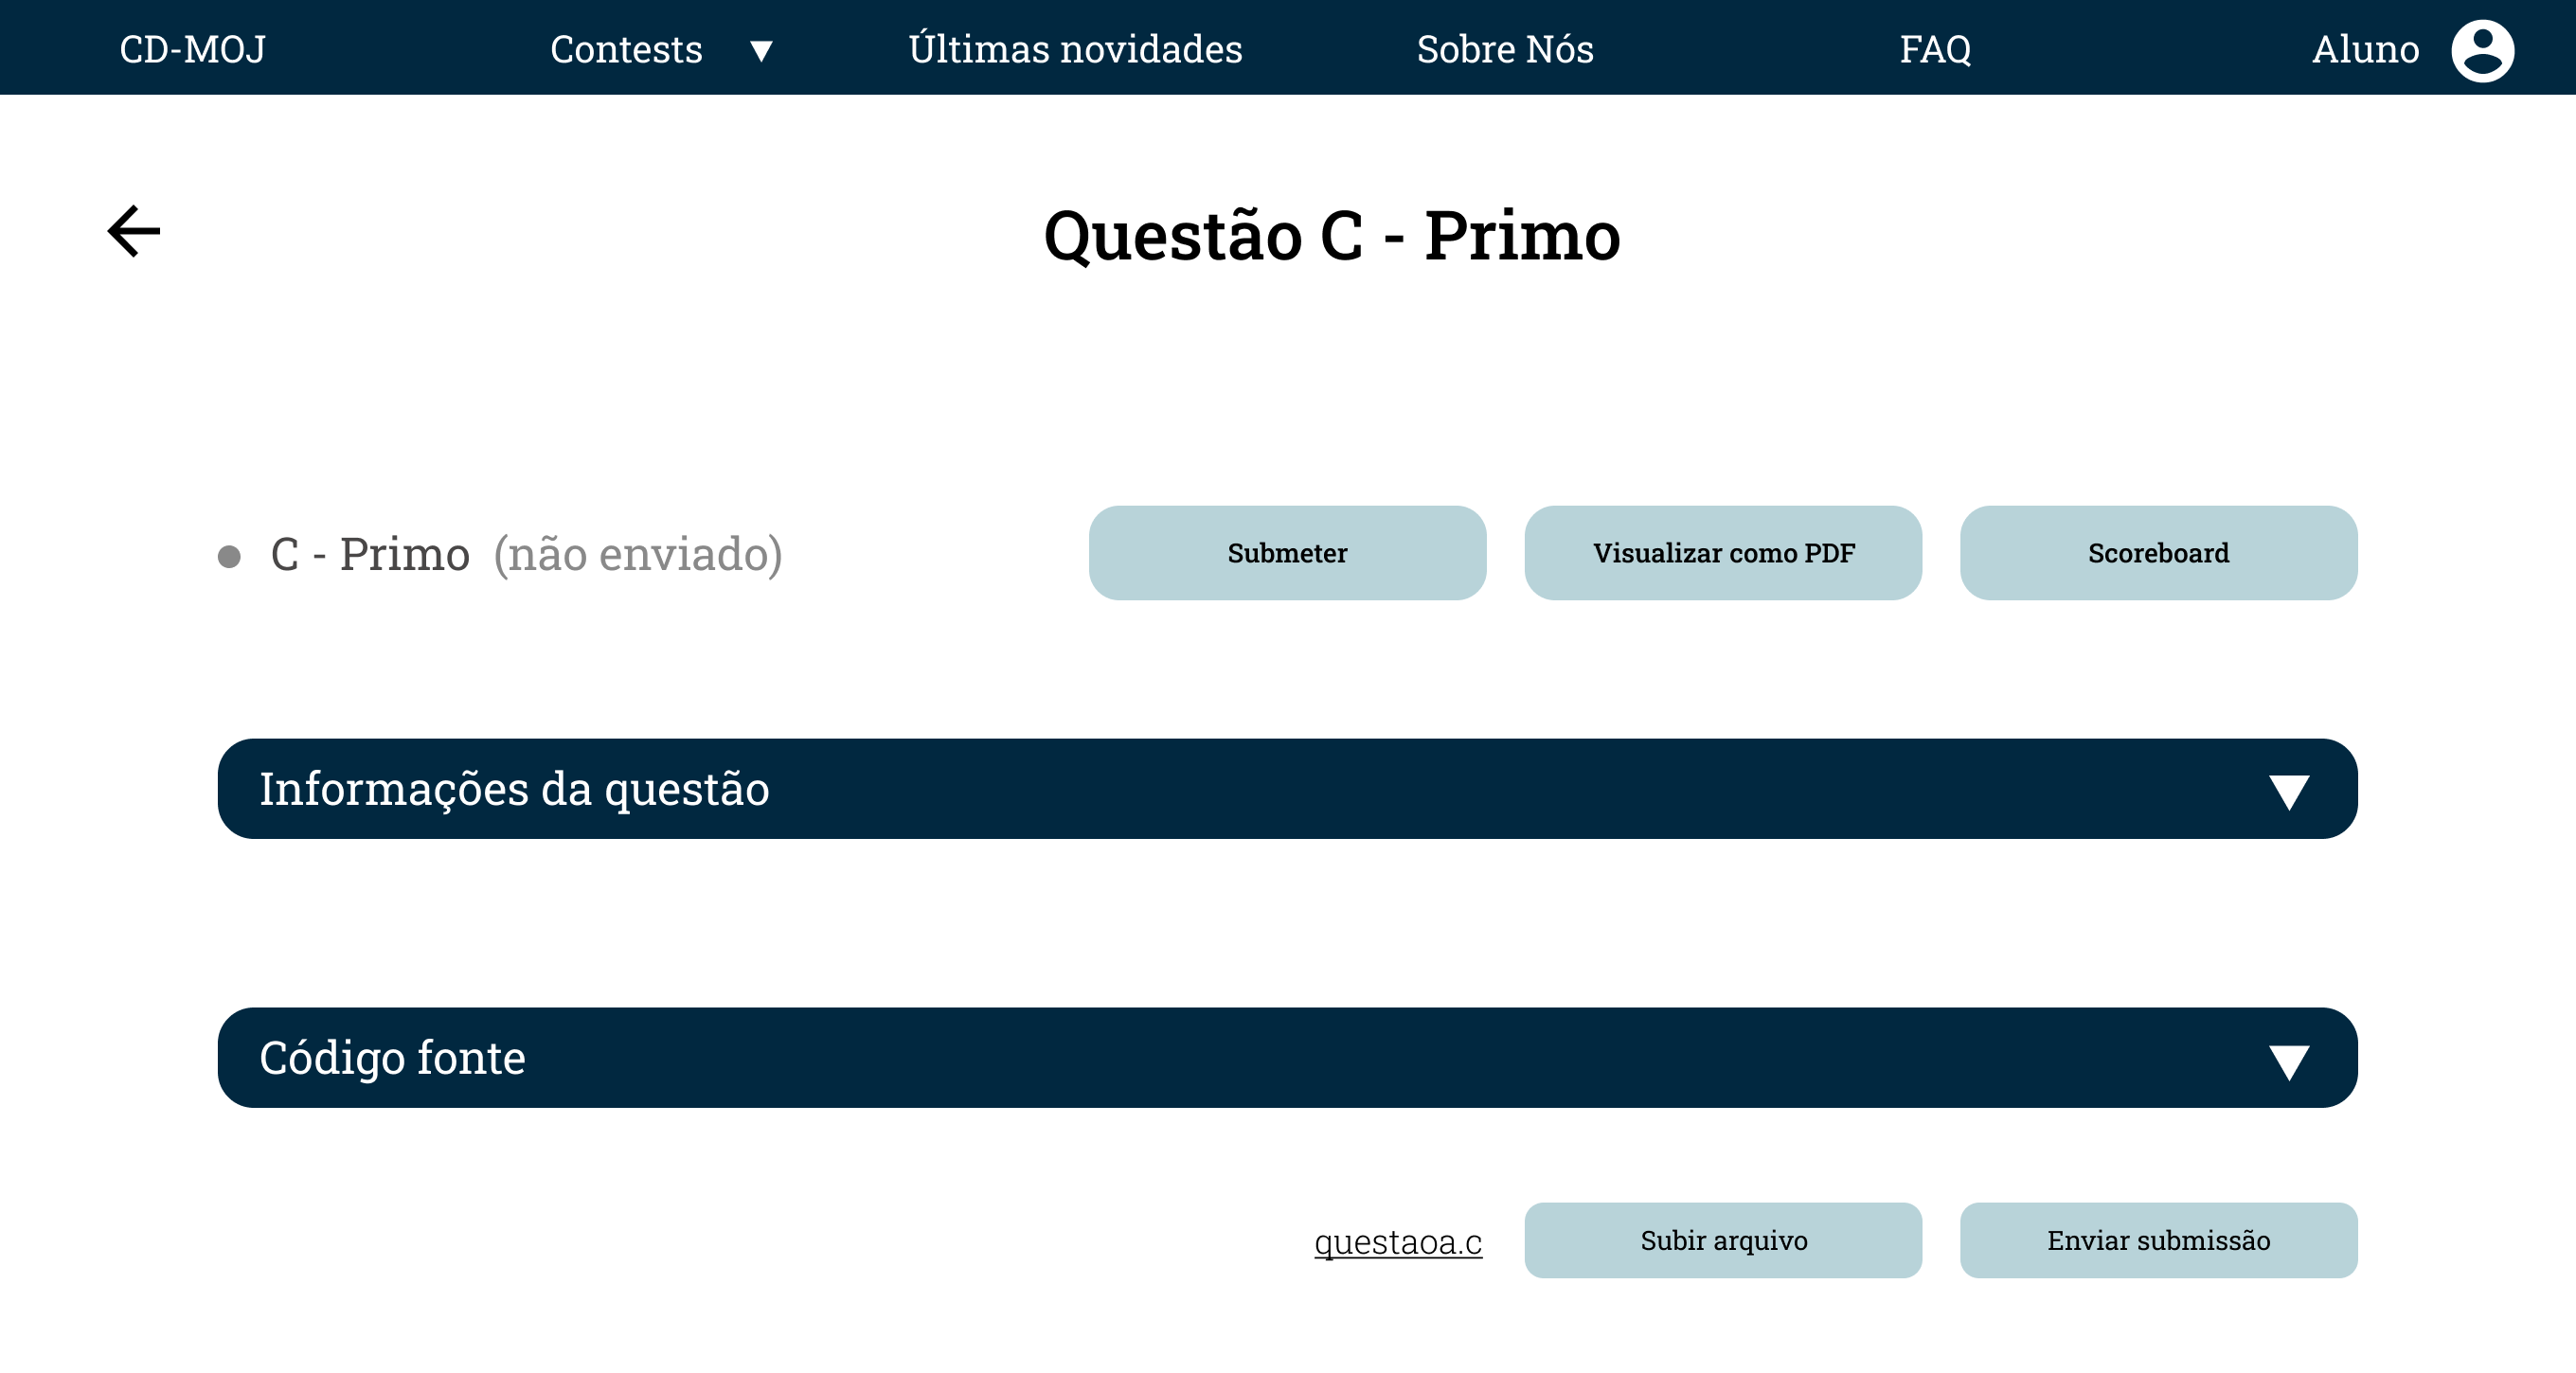 CD-MOJ Contests Últimas novidades Sobre Nós FAQ Aluno
Questão C - Primo
C - Primo (não enviado) Submeter Visualizar como PDF Scoreboard
Informações da questão
Código fonte
questaoa.c Subir arquivo Enviar submissão